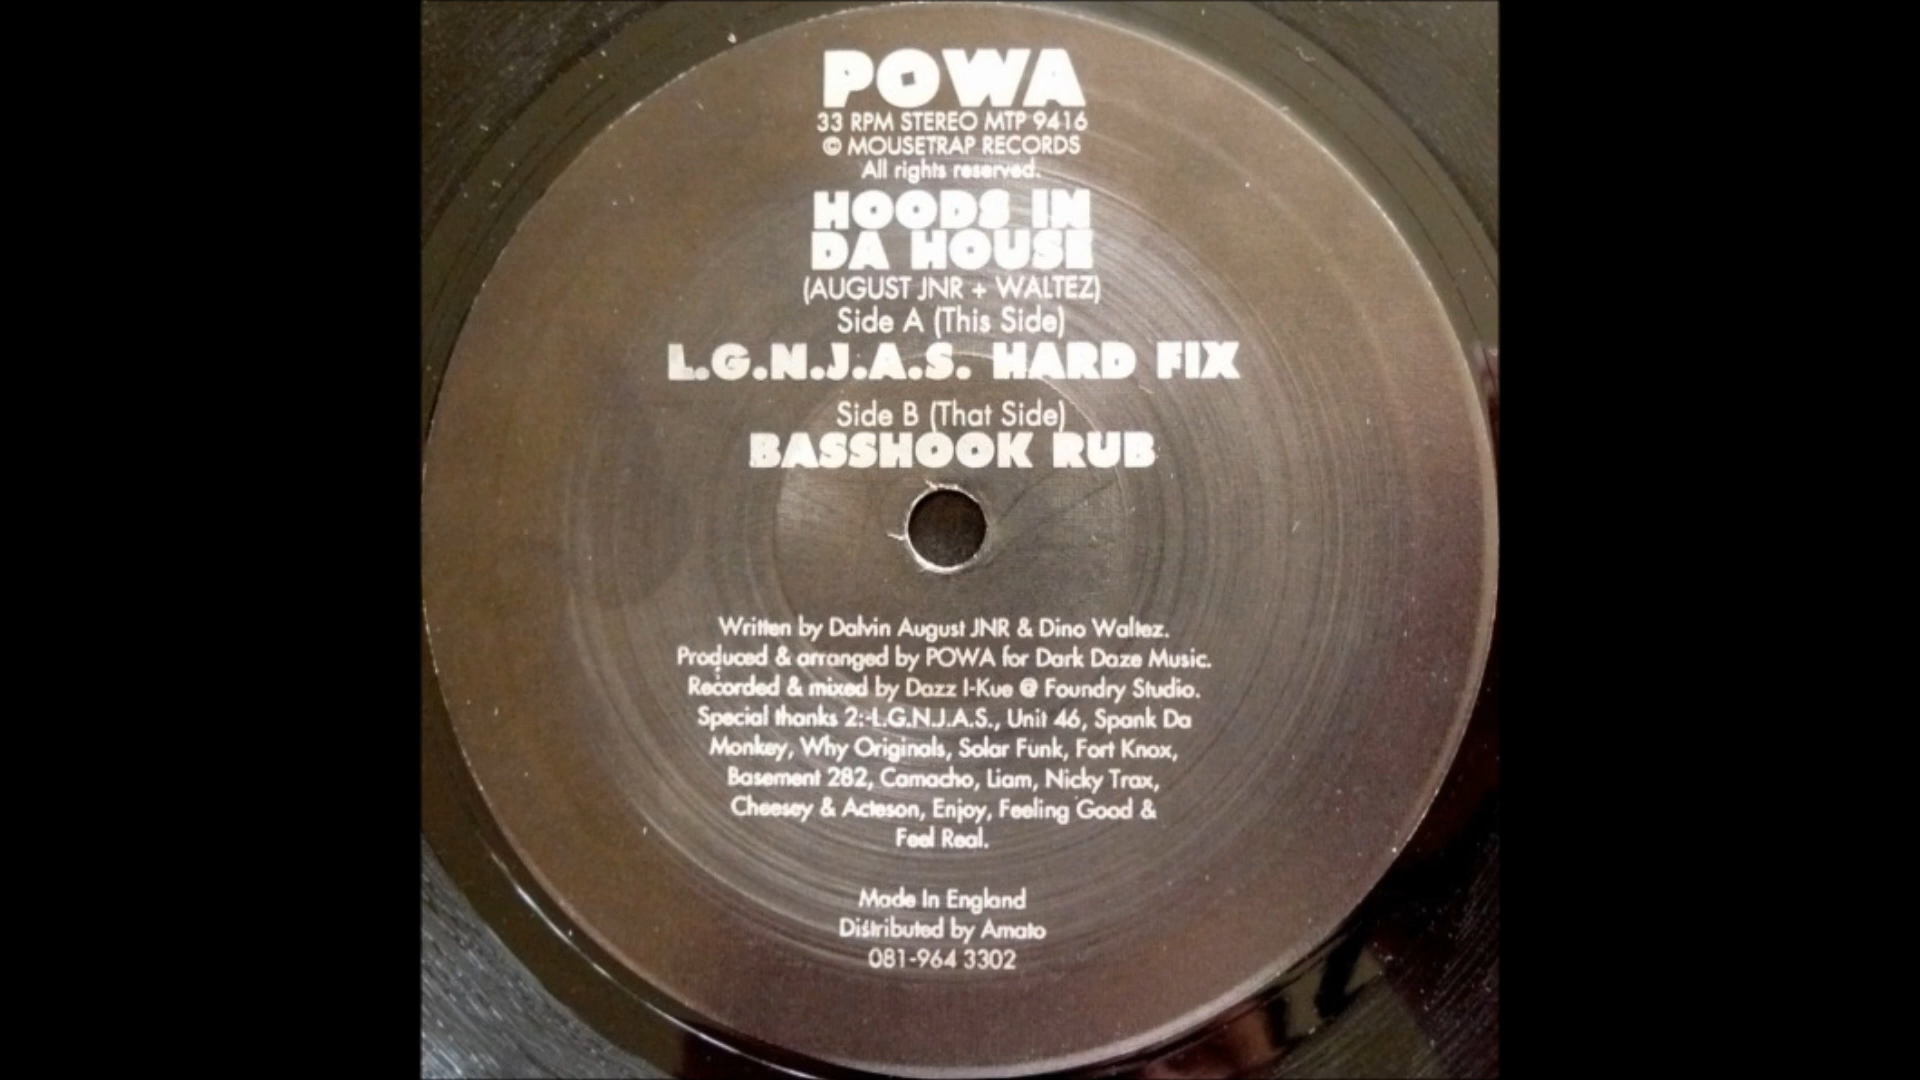 POWA
33 RPM STEREO MTP 9416
© MOUSETRAP RECORDS
All rights reserved.
HOODS IN
DA HOUSE
(AUGUST JNR + WALTEZ)
Side A (This Side)
L.G.N.J.A.S. HARD FIX
Side B (That Side)
BASSHOOK RUB
Written by Dalvin August JNR & Dino Waltez.
Produced & arranged by POWA for Dark Daze Music.
Recorded & mixed by Dazz I-Kue @ Foundry Studio.
Special thanks 2:-L.G.N.J.A.S., Unit 46, Spank Da
Monkey, Why Originals, Solar Funk, Fort Knox,
Basement 282, Camacho, Liam, Nicky Trax,
Cheesey & Acteson, Enjoy, Feeling Good &
Feel Real.
Made In England
Distributed by Amato
081-964 3302